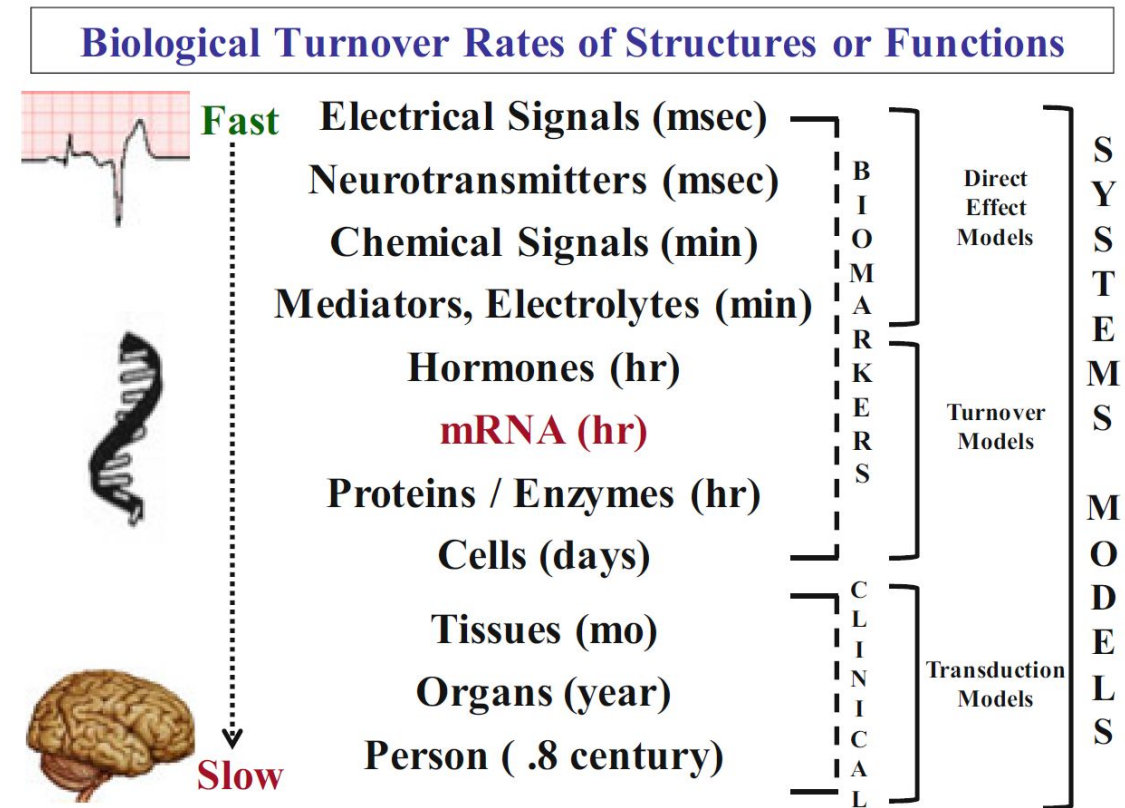 Biological Turnover Rates of Structures or Functions
Fast
Electrical Signals (msec)
Neurotransmitters (msec)
Chemical Signals (min)
Mediators, Electrolytes (min)
Hormones (hr)
mRNA (hr)
Proteins / Enzymes (hr)
Cells (days)
Tissues (mo)
Organs (year)
Person ( .8 century)
Slow
BIOMARKERS
CLINICAL
Direct
Effect
Models
Turnover
Models
Transduction
Models
SYSTEMS MODELS